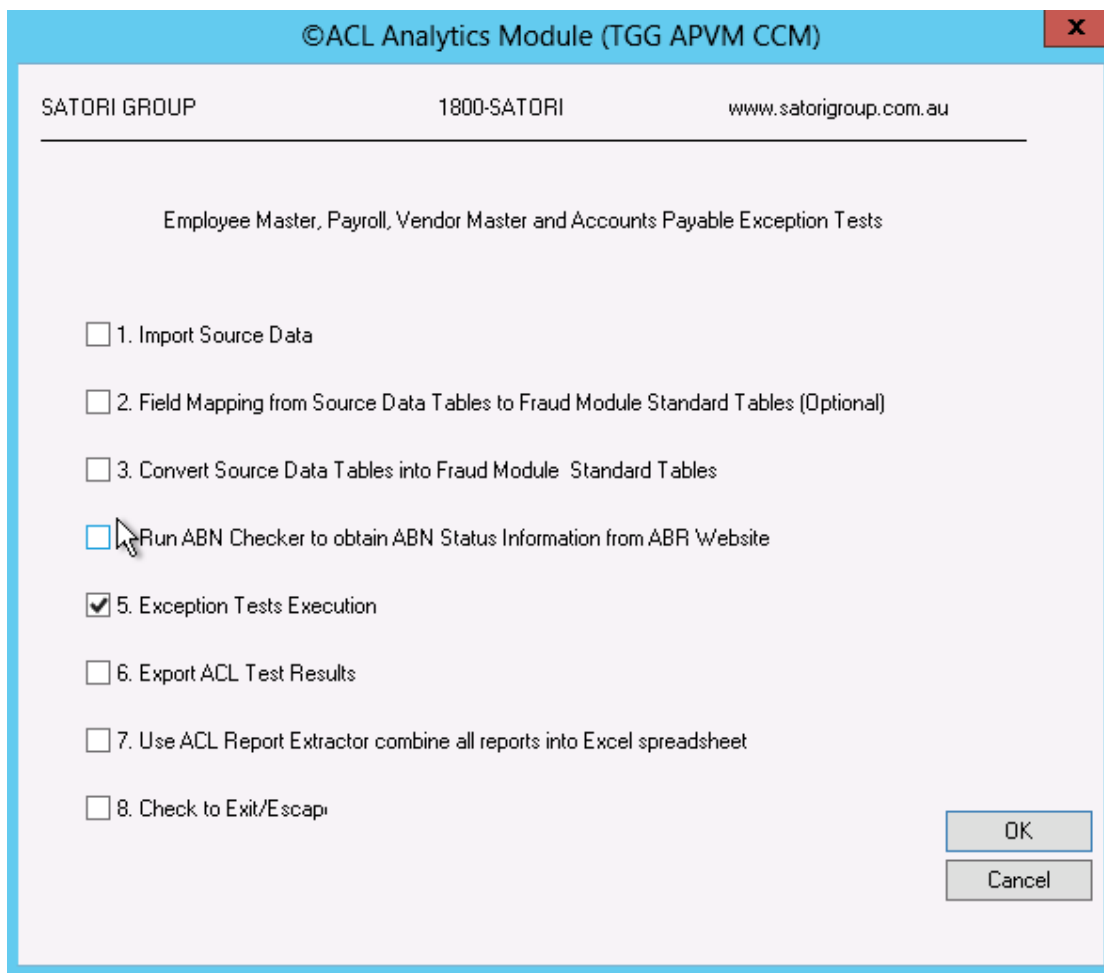 ©ACL Analytics Module (TGG APVM CCM)
x
SATORI GROUP 1800-SATORI www.satorigroup.com.au
Employee Master, Payroll, Vendor Master and Accounts Payable Exception Tests
1. Import Source Data
2. Field Mapping from Source Data Tables to Fraud Module Standard Tables (Optional)
3. Convert Source Data Tables into Fraud Module  Standard Tables
Run ABN Checker to obtain ABN Status Information from ABR Website
5. Exception Tests Execution
6. Export ACL Test Results
7. Use ACL Report Extractor combine all reports into Excel spreadsheet
8. Check to Exit/Escap
OK
Cancel